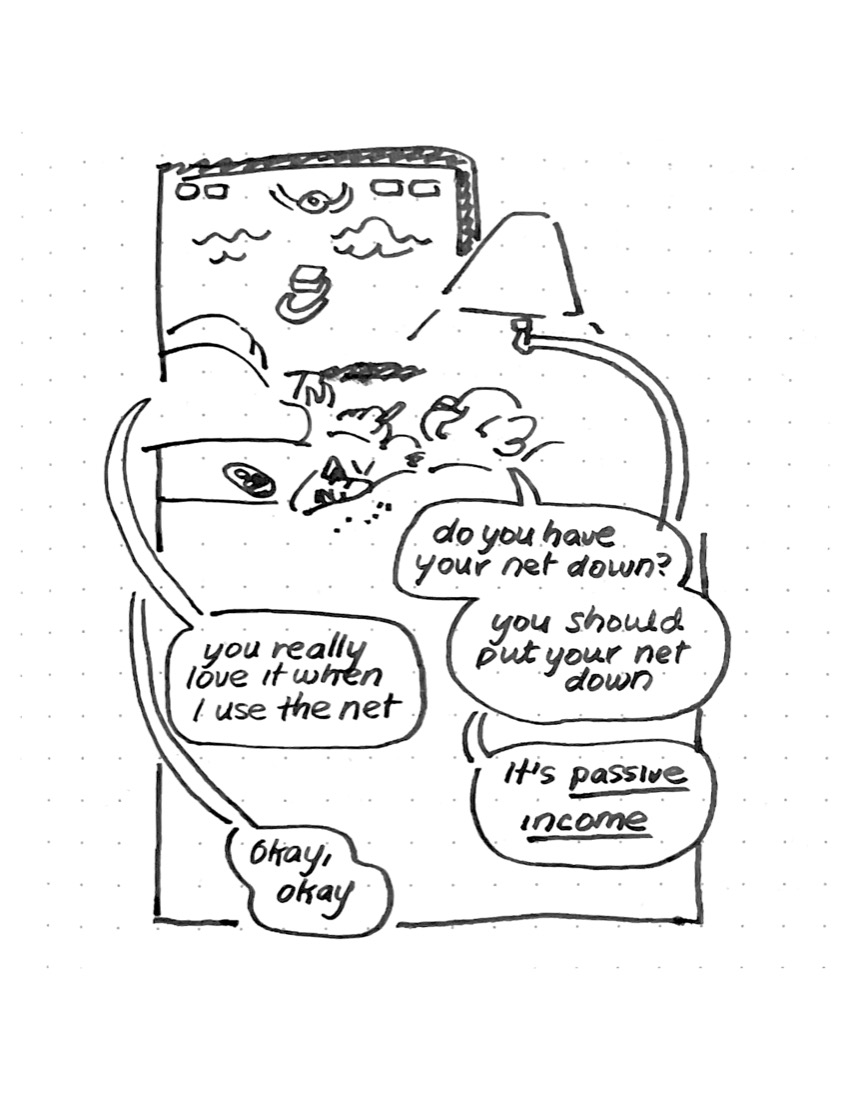 do you have
your net down?
you should
put your net
down
you really
love it when
I use the net
it's passive
income
Okay,
okay